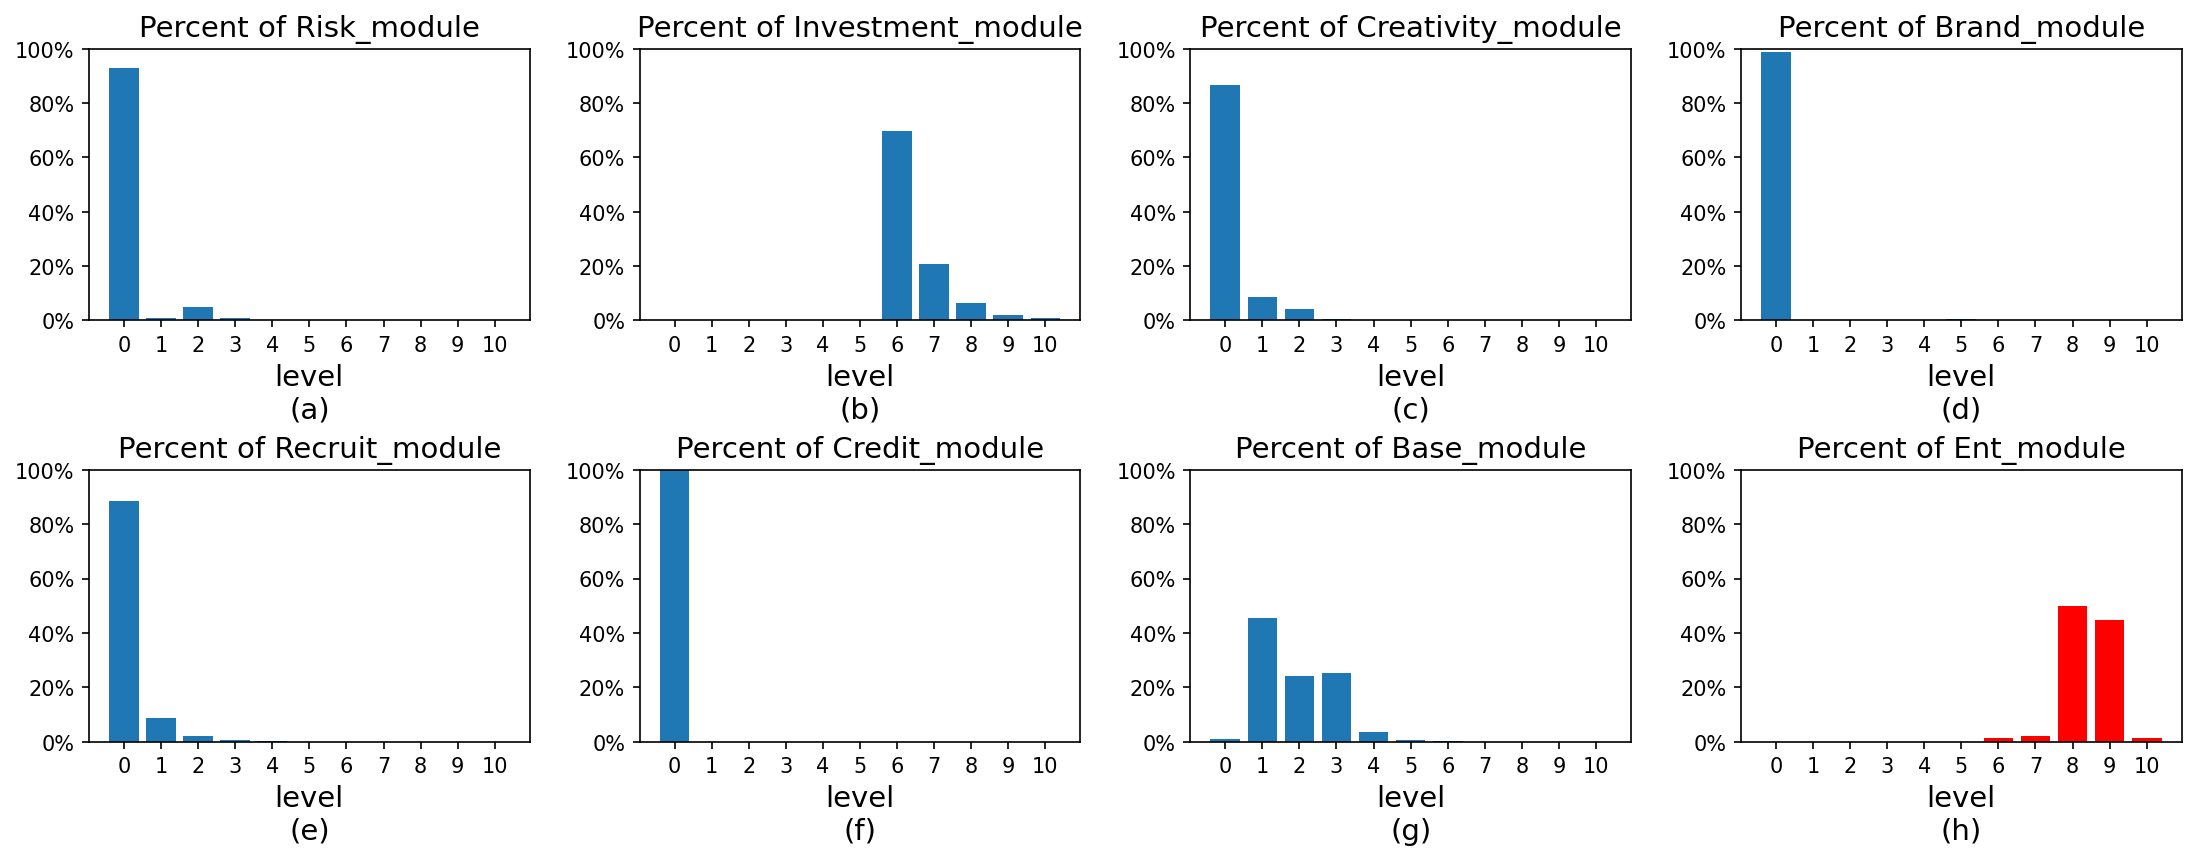 Percent of Risk_module
100%
80%
60%
40%
20%
0%
0 1 2 3 4 5 6 7 8 9 10
level
(a)
Percent of Investment_module
100%
80%
60%
40%
20%
0%
0 1 2 3 4 5 6 7 8 9 10
level
(b)
Percent of Creativity_module
100%
80%
60%
40%
20%
0%
0 1 2 3 4 5 6 7 8 9 10
level
(c)
Percent of Brand_module
100%
80%
60%
40%
20%
0%
0 1 2 3 4 5 6 7 8 9 10
level
(d)
Percent of Recruit_module
100%
80%
60%
40%
20%
0%
0 1 2 3 4 5 6 7 8 9 10
level
(e)
Percent of Credit_module
100%
80%
60%
40%
20%
0%
0 1 2 3 4 5 6 7 8 9 10
level
(f)
Percent of Base_module
100%
80%
60%
40%
20%
0%
0 1 2 3 4 5 6 7 8 9 10
level
(g)
Percent of Ent_module
100%
80%
60%
40%
20%
0%
0 1 2 3 4 5 6 7 8 9 10
level
(h)